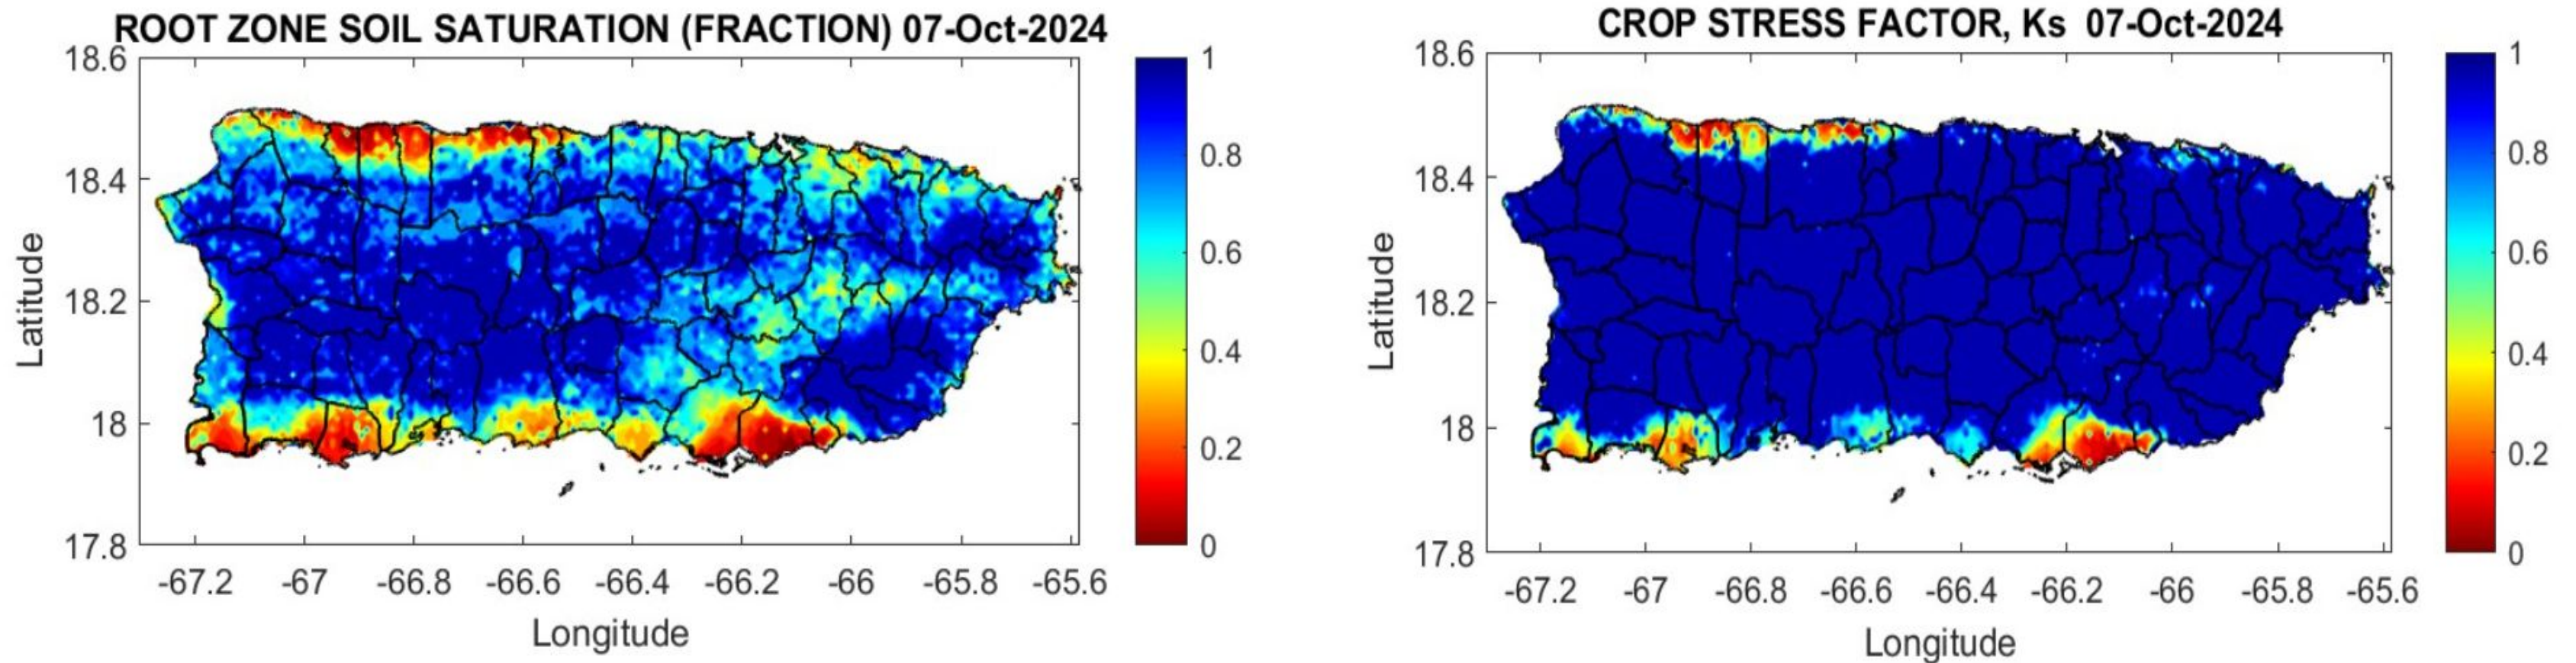 ROOT ZONE SOIL SATURATION (FRACTION) 07-Oct-2024
18.6
18.4
18.2
18
17.8
Latitude
-67.2 -67 -66.8 -66.6 -66.4 -66.2 -66 -65.8 -65.6
Longitude
1
0.8
0.6
0.4
0.2
0
CROP STRESS FACTOR, Ks 07-Oct-2024
18.6
18.4
18.2
18
17.8
Latitude
-67.2 -67 -66.8 -66.6 -66.4 -66.2 -66 -65.8 -65.6
Longitude
1
0.8
0.6
0.4
0.2
0